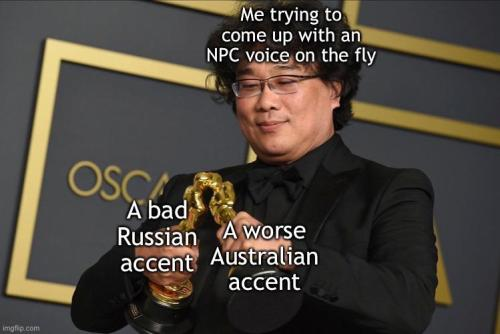 Me trying to
come up with an
NPC voice on the fly
OSCA
A bad
Russian
accent
A worse
Australian
accent
imgflip.com